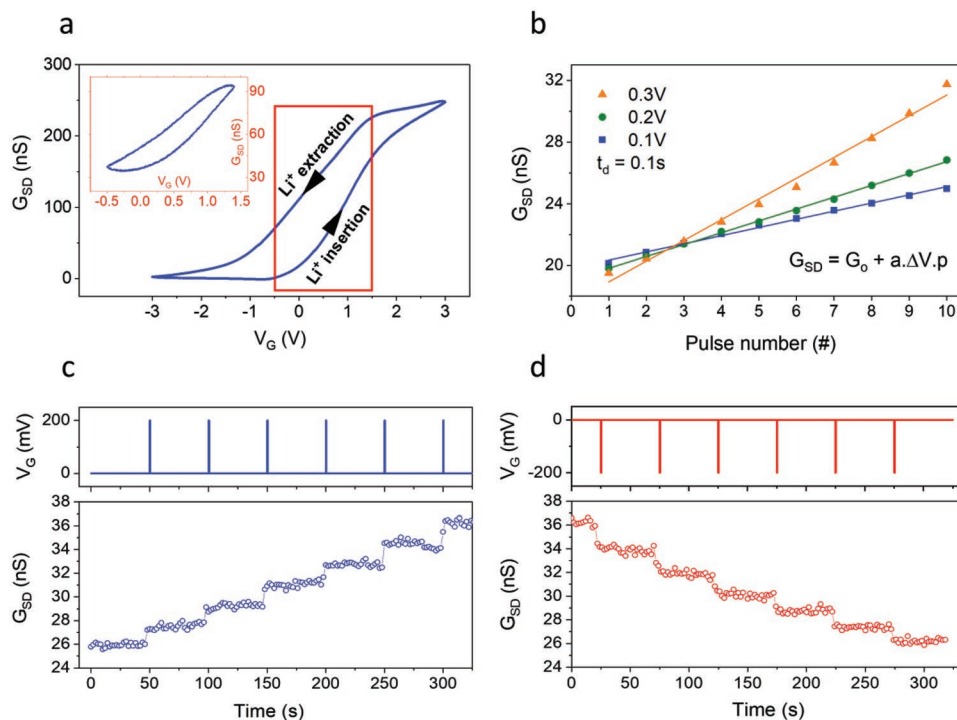 a
300
200
100
0
G_SD (nS)
-3 -2 -1 0 1 2 3
V_G (V)
Li⁺ extraction
Li⁺ insertion
90
60
30
G_SD (nS)
-0.5 0.0 0.5 1.0 1.5
V_G (V)
b
32
28
24
20
G_SD (nS)
0.3V
0.2V
0.1V
t_d = 0.1s
G_SD = G_o + a.ΔV.p
0 1 2 3 4 5 6 7 8 9 10
Pulse number (#)
c
200
0
V_G (mV)
38
36
34
32
30
28
26
24
G_SD (nS)
0 50 100 150 200 250 300
Time (s)
d
0
-200
V_G (mV)
38
36
34
32
30
28
26
24
G_SD (nS)
0 50 100 150 200 250 300
Time (s)